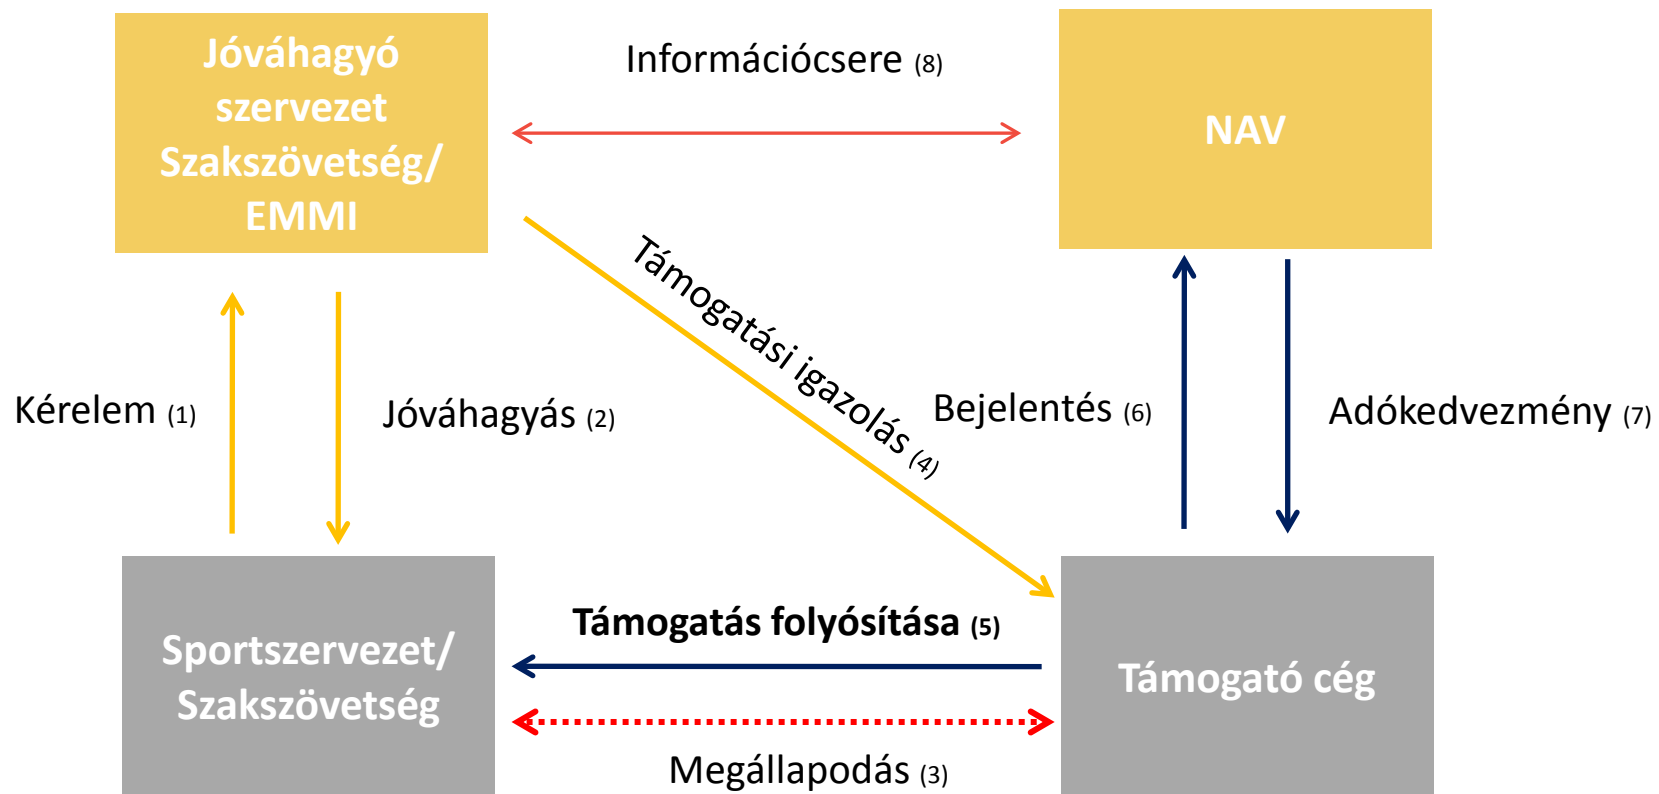 Jóváhagyó
szervezet
Szakszövetség/
EMMI
Információcsere (8)
NAV
Támogatási igazolás (4)
Kérelem (1)
Jóváhagyás (2)
Bejelentés (6)
Adókedvezmény (7)
Támogatás folyósítása (5)
Sportszervezet/
Szakszövetség
Támogató cég
Megállapodás (3)